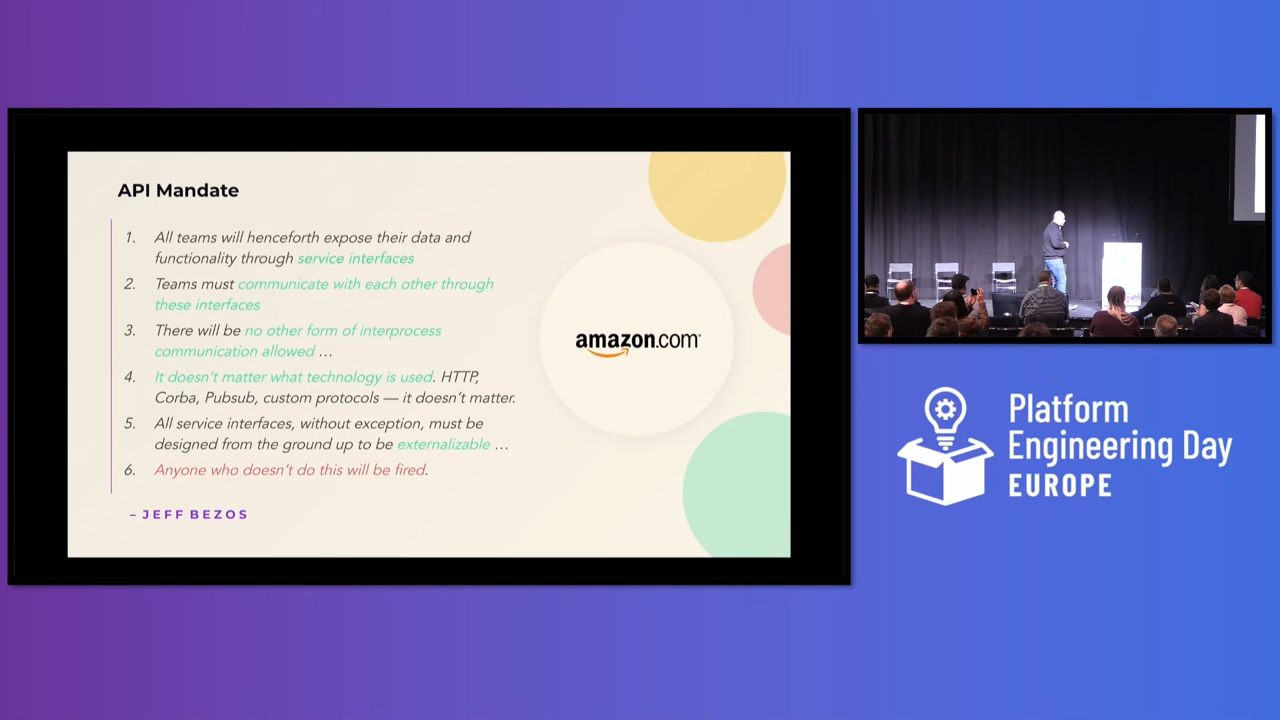 API Mandate
1. All teams will henceforth expose their data and
functionality through service interfaces
2. Teams must communicate with each other through
these interfaces
3. There will be no other form of interprocess
communication allowed …
4. It doesn’t matter what technology is used. HTTP,
Corba, Pubsub, custom protocols — it doesn’t matter.
5. All service interfaces, without exception, must be
designed from the ground up to be externalizable …
6. Anyone who doesn’t do this will be fired.
– JEFF BEZOS
amazon.com
Platform
Engineering Day
EUROPE